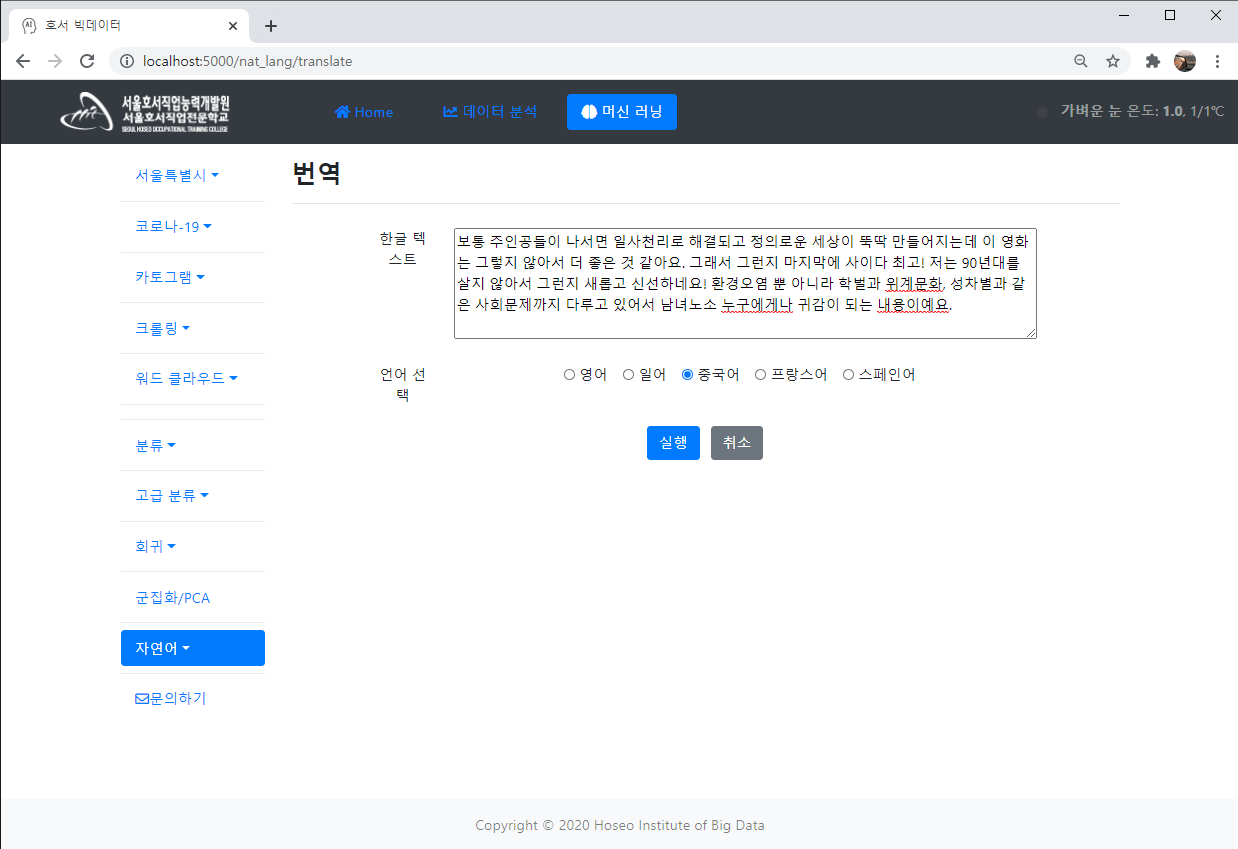 호서 빅데이터
localhost:5000/nat_lang/translate
서울호서직업능력개발원
서울호서직업전문학교
SEOUL HOSEO OCCUPATIONAL TRAINING COLLEGE
Home
데이터 분석
머신 러닝
가벼운 눈 온도: 1.0, 1/1℃
서울특별시
코로나-19
카토그램
크롤링
워드 클라우드
분류
고급 분류
회귀
군집화/PCA
자연어
문의하기
번역
한글 텍
스트
보통 주인공들이 나서면 일사천리로 해결되고 정의로운 세상이 뚝딱 만들어지는데 이 영화
는 그렇지 않아서 더 좋은 것 같아요. 그래서 그런지 마지막에 사이다 최고! 저는 90년대를
살지 않아서 그런지 새롭고 신선하네요! 환경오염 뿐 아니라 학벌과 위계문화, 성차별과 같
은 사회문제까지 다루고 있어서 남녀노소 누구에게나 귀감이 되는 내용이예요.
언어 선
택
영어 일어 중국어 프랑스어 스페인어
실행 취소
Copyright © 2020 Hoseo Institute of Big Data